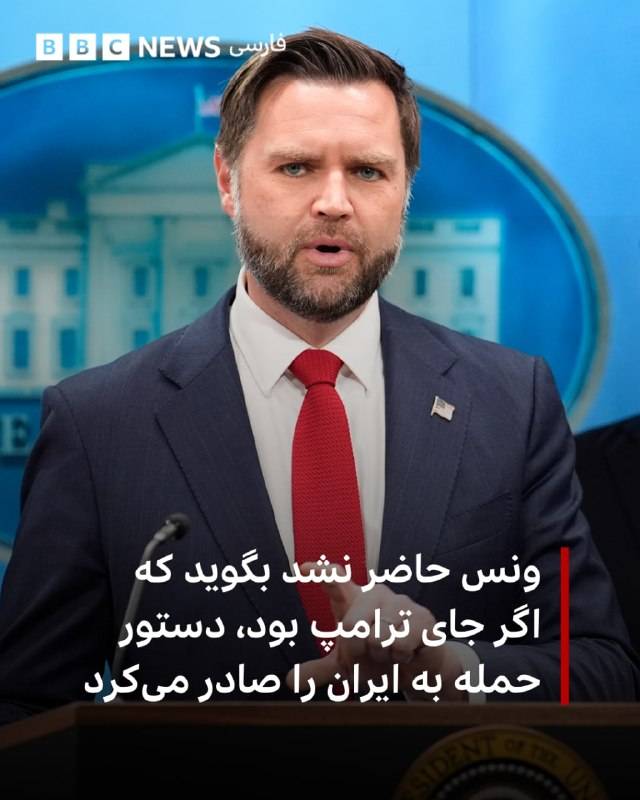 BBC NEWS فارسی
ونس حاضر نشد بگوید که
اگر جای ترامپ بود، دستور
حمله به ایران را صادر می‌کرد